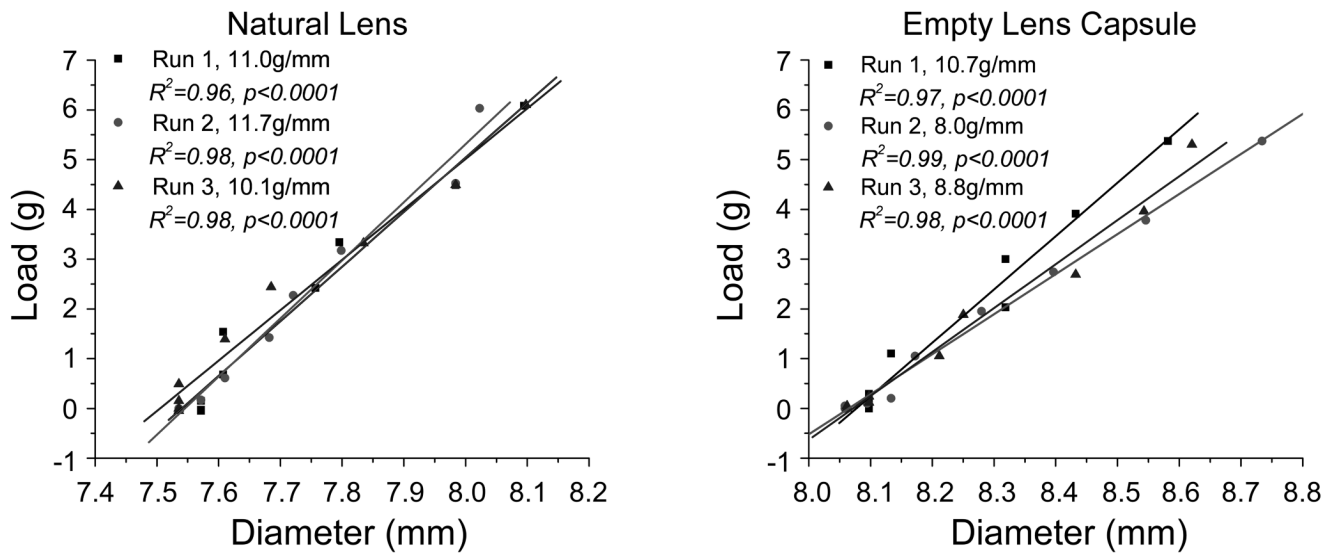 Natural Lens
Run 1, 11.0g/mm
R²=0.96, p<0.0001
Run 2, 11.7g/mm
R²=0.98, p<0.0001
Run 3, 10.1g/mm
R²=0.98, p<0.0001
Load (g)
7
6
5
4
3
2
1
0
-1
7.4 7.5 7.6 7.7 7.8 7.9 8.0 8.1 8.2
Diameter (mm)
Empty Lens Capsule
Run 1, 10.7g/mm
R²=0.97, p<0.0001
Run 2, 8.0g/mm
R²=0.99, p<0.0001
Run 3, 8.8g/mm
R²=0.98, p<0.0001
Load (g)
7
6
5
4
3
2
1
0
-1
8.0 8.1 8.2 8.3 8.4 8.5 8.6 8.7 8.8
Diameter (mm)